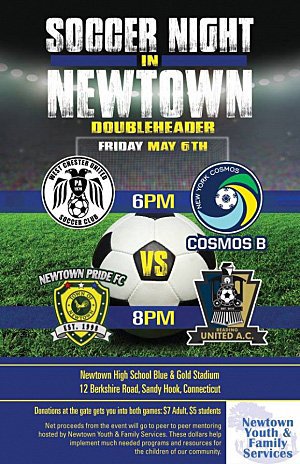 SOCCER NIGHT
IN
NEWTOWN
DOUBLEHEADER
FRIDAY MAY 6TH
WEST CHESTER UNITED
PA
SOCCER CLUB
6PM
NEW YORK COSMOS
COSMOS B
VS
NEWTOWN PRIDE FC
EST. 1998
8PM
READING
UNITED A.C.
Newtown High School Blue & Gold Stadium
12 Berkshire Road, Sandy Hook, Connecticut
Donations at the gate gets you into both games: $7 Adult, $5 students
Net proceeds from the event will go to peer to peer mentoring
hosted by Newtown Youth & Family Services. These dollars help
implement much needed programs and resources for
the children of our community.
Newtown
Youth &
Family
Services